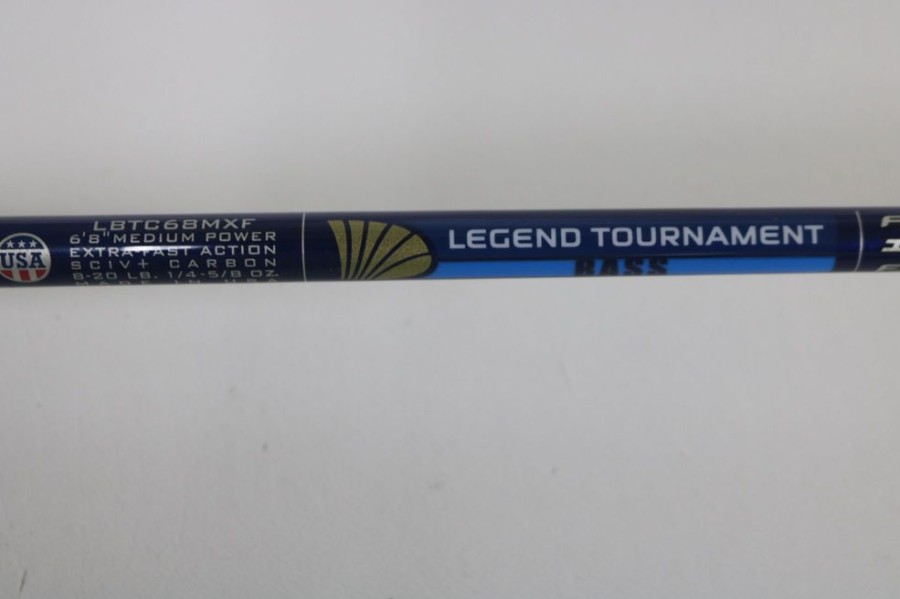 USA
LBTC68MXF
6'8" MEDIUM POWER
EXTRA FAST ACTION
SCIV+ CARBON
8-20 LB. 1/4-5/8 OZ.
MADE IN USA
LEGEND TOURNAMENT
BASS